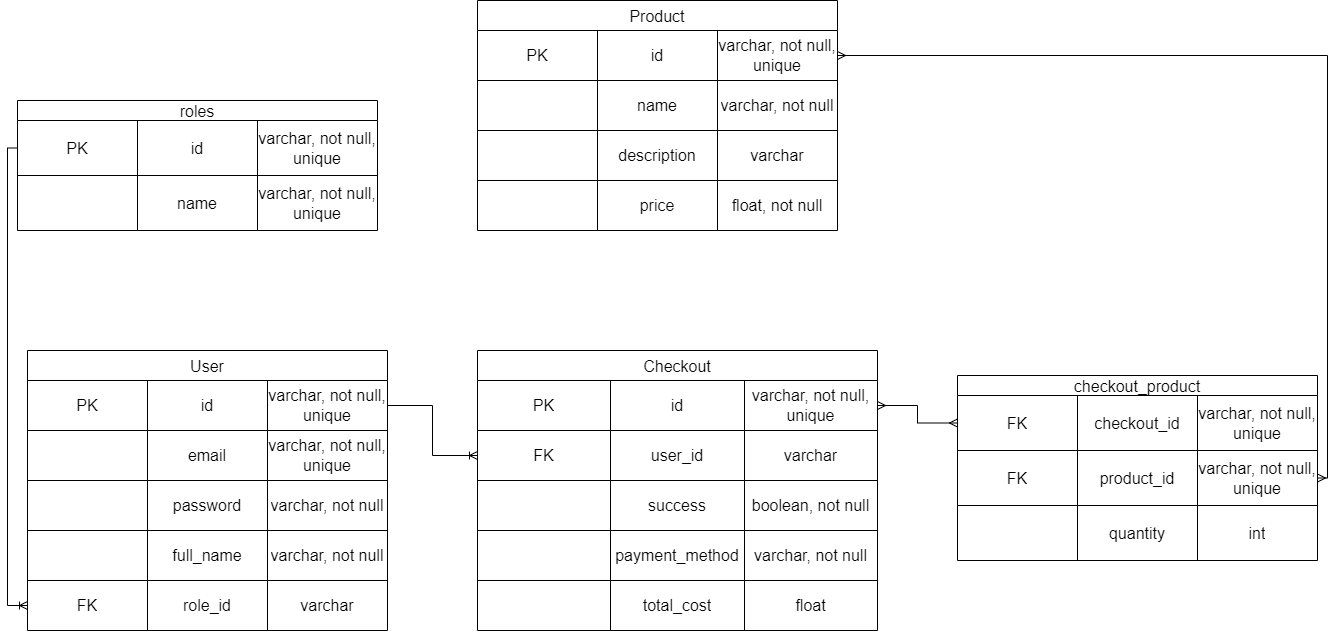 Product
PK
id
varchar, not null,
unique
name
varchar, not null
description
varchar
price
float, not null
roles
PK
id
varchar, not null,
unique
name
varchar, not null,
unique
User
PK
id
varchar, not null,
unique
email
varchar, not null,
unique
password
varchar, not null
full_name
varchar, not null
FK
role_id
varchar
Checkout
PK
id
varchar, not null,
unique
FK
user_id
varchar
success
boolean, not null
payment_method
varchar, not null
total_cost
float
checkout_product
FK
checkout_id
varchar, not null,
unique
FK
product_id
varchar, not null,
unique
quantity
int